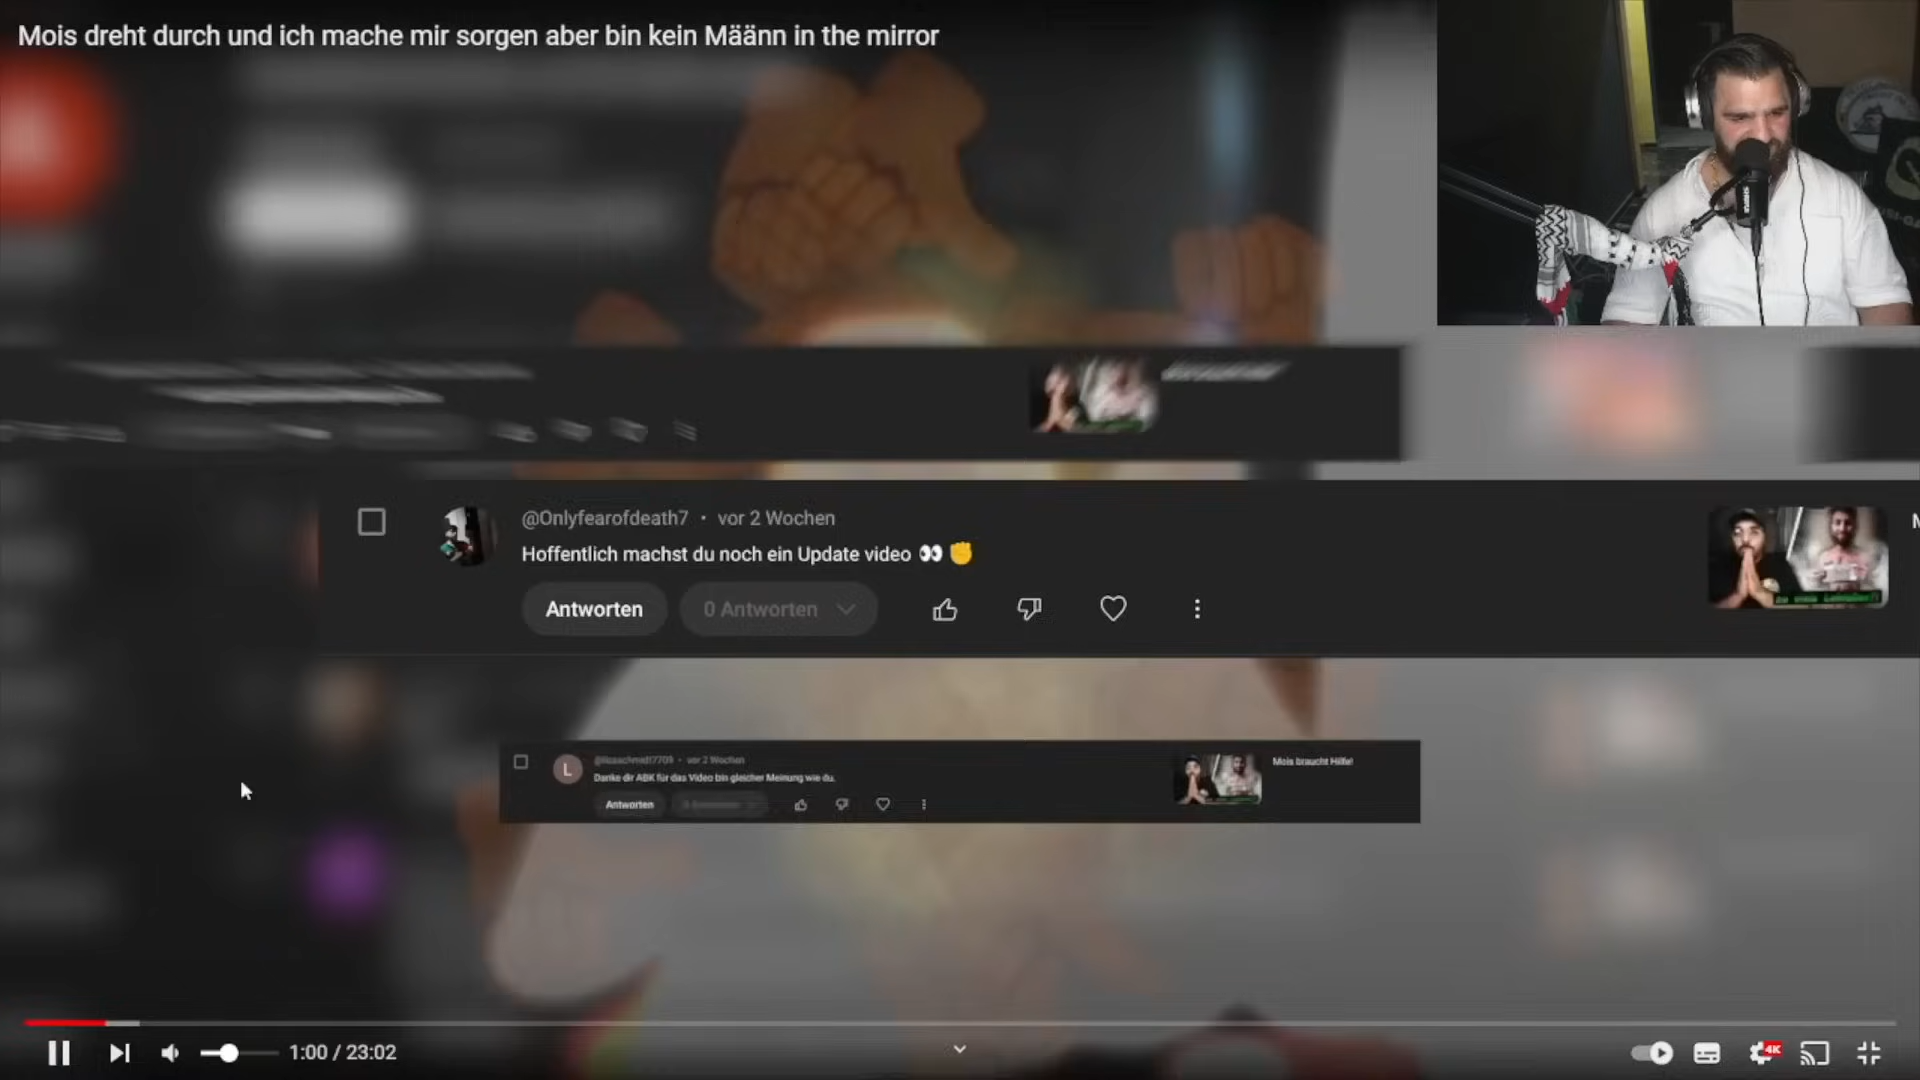 Mois dreht durch und ich mache mir sorgen aber bin kein Määnn in the mirror
@Onlyfearofdeath7 • vor 2 Wochen
Hoffentlich machst du noch ein Update video 👀 ✊
Antworten
0 Antworten
vor 2 Wochen
Danke dir ABK für das Video bin gleicher Meinung wie du.
Mois braucht Hilfe!
Antworten
1:00 / 23:02
4K